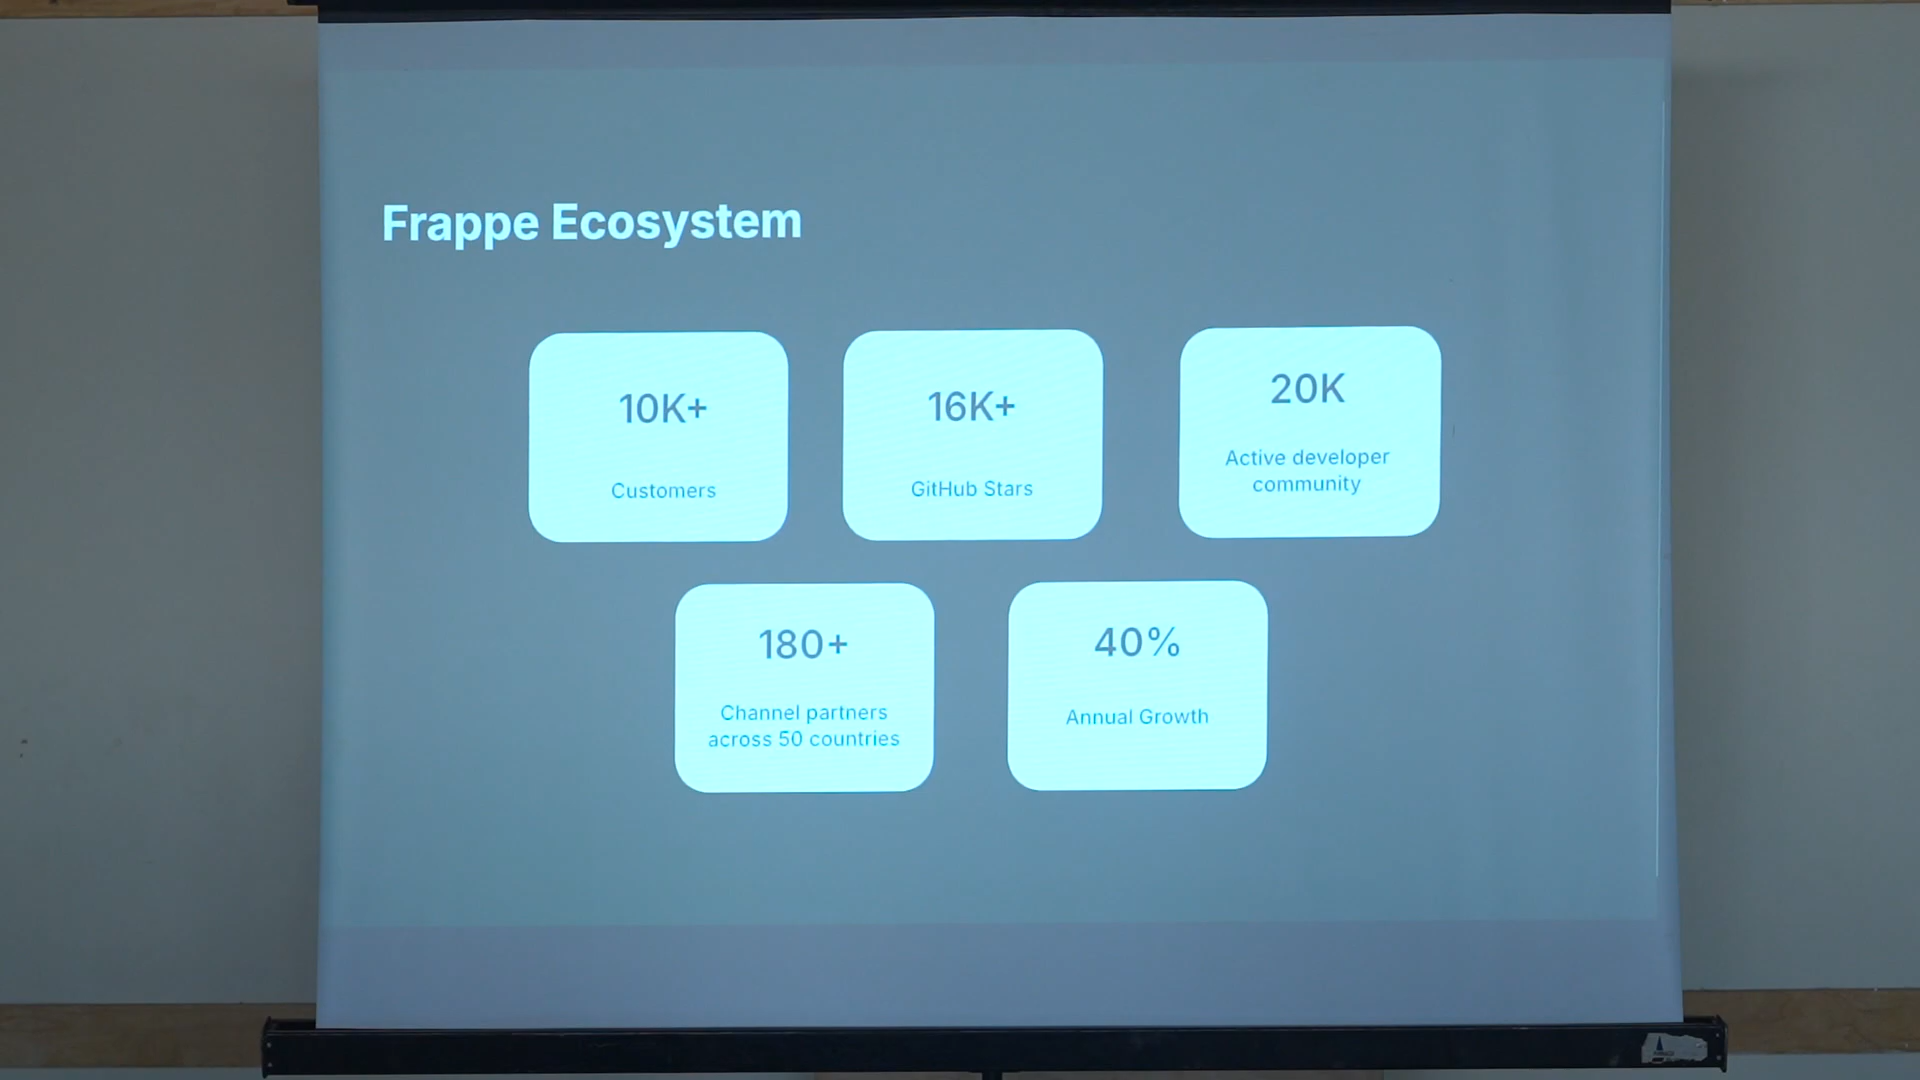 Frappe Ecosystem
10K+
Customers
16K+
GitHub Stars
20K
Active developer
community
180+
Channel partners
across 50 countries
40%
Annual Growth